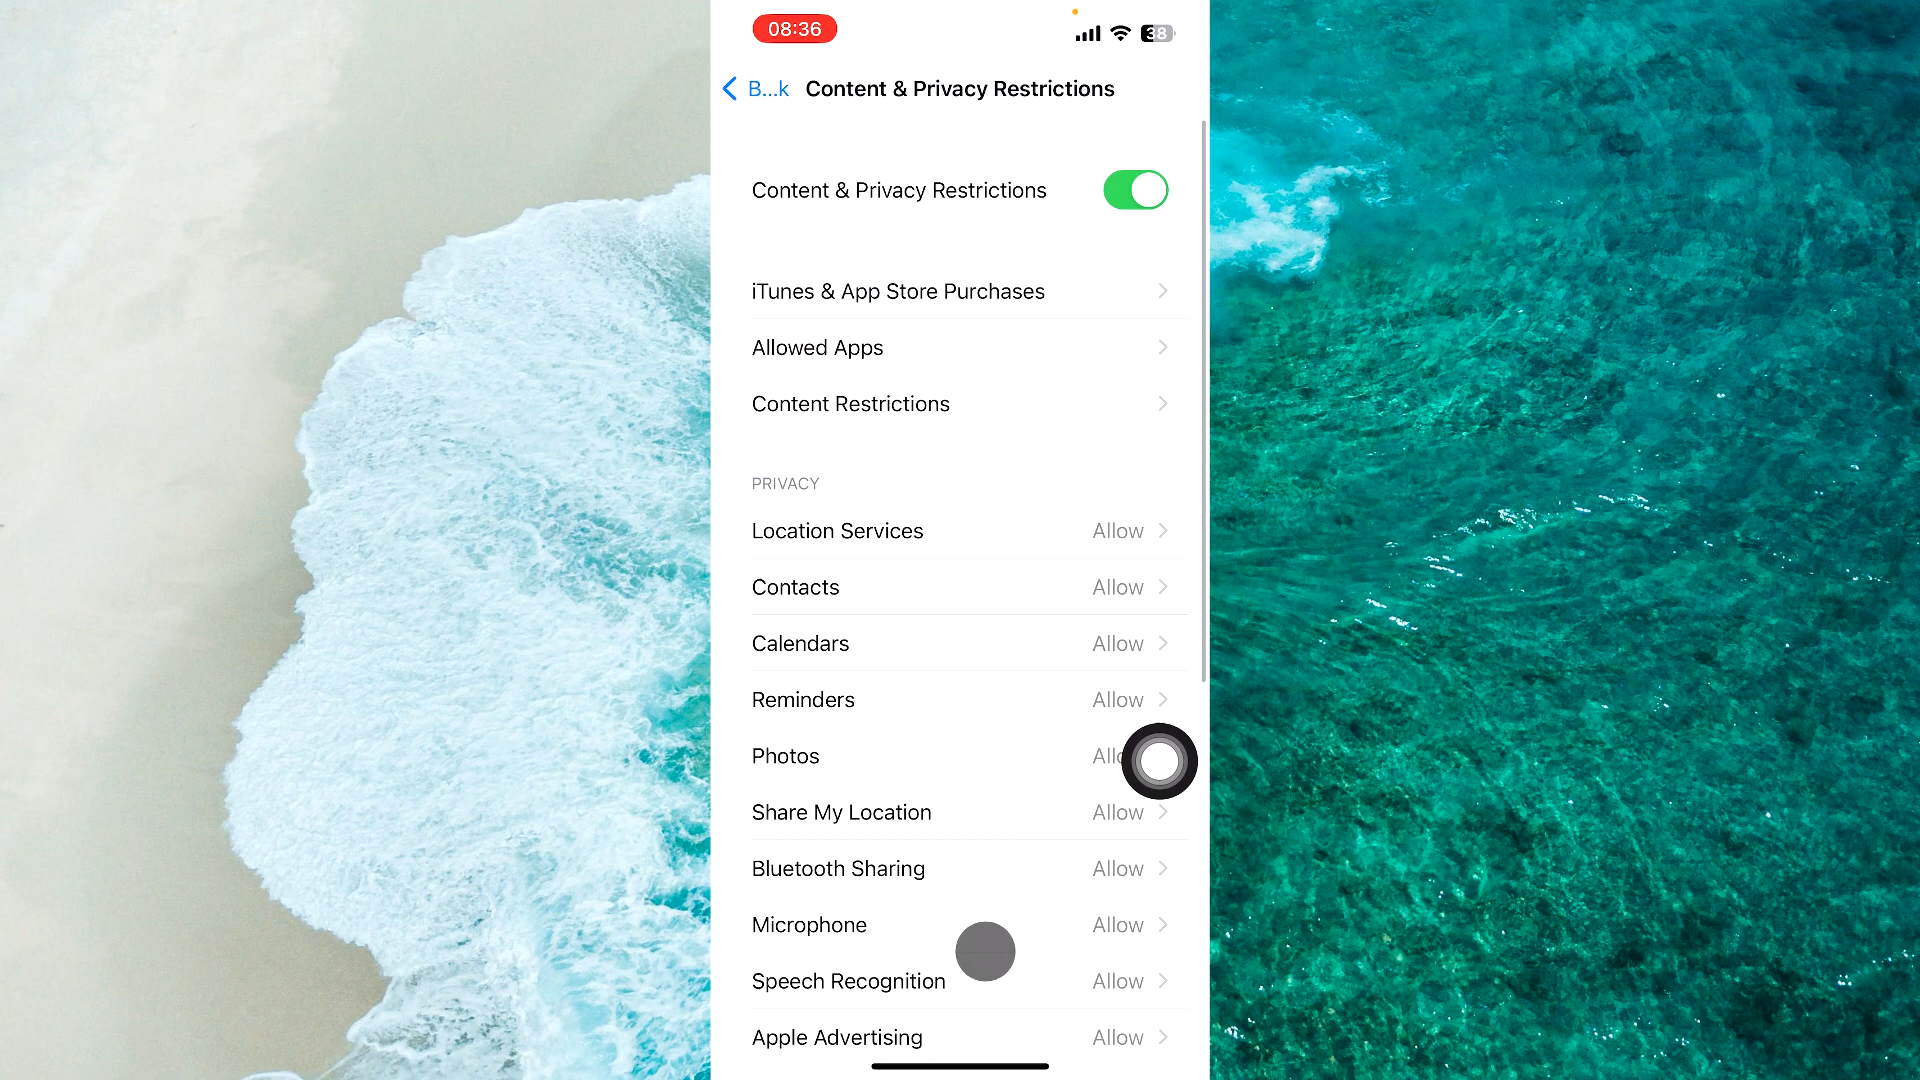 08:36
38
B...k Content & Privacy Restrictions
Content & Privacy Restrictions
iTunes & App Store Purchases
Allowed Apps
Content Restrictions
PRIVACY
Location Services Allow
Contacts Allow
Calendars Allow
Reminders Allow
Photos
Share My Location Allow
Bluetooth Sharing Allow
Microphone Allow
Speech Recognition Allow
Apple Advertising Allow